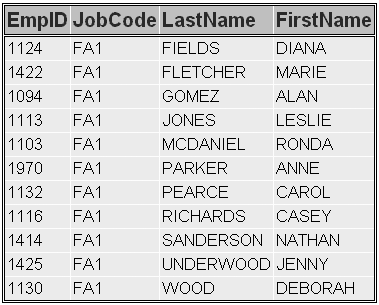 EmpID JobCode LastName FirstName
1124 FA1 FIELDS DIANA
1422 FA1 FLETCHER MARIE
1094 FA1 GOMEZ ALAN
1113 FA1 JONES LESLIE
1103 FA1 MCDANIEL RONDA
1970 FA1 PARKER ANNE
1132 FA1 PEARCE CAROL
1116 FA1 RICHARDS CASEY
1414 FA1 SANDERSON NATHAN
1425 FA1 UNDERWOOD JENNY
1130 FA1 WOOD DEBORAH